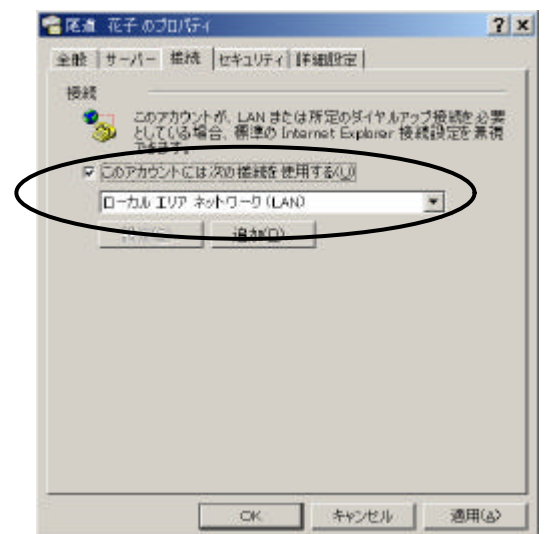 尾道 花子 のプロパティ
全般 サーバー 接続 セキュリティ 詳細設定
接続
このアカウントが、LAN または所定のダイヤルアップ接続を必要
としている場合、標準の Internet Explorer 接続設定を無視
できます。
このアカウントには次の接続を使用する(U)
ローカル エリア ネットワーク (LAN)
追加(D)
OK キャンセル 適用(A)